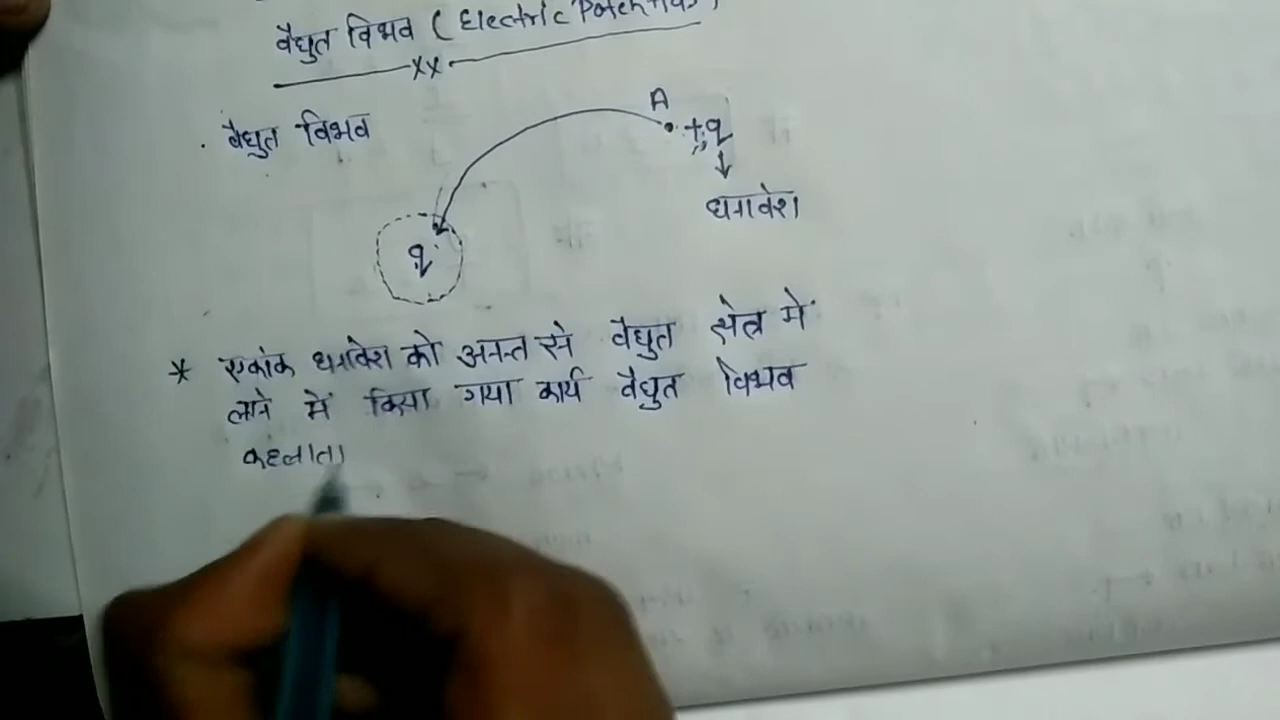 वैद्युत विभव ( Electric Potential )
xx
. वैद्युत विभव
A
+q
धनावेश
q
* एकांक धनावेश को अनन्त से वैद्युत क्षेत्र में
लाने में किया गया कार्य वैद्युत विभव
कहलाता